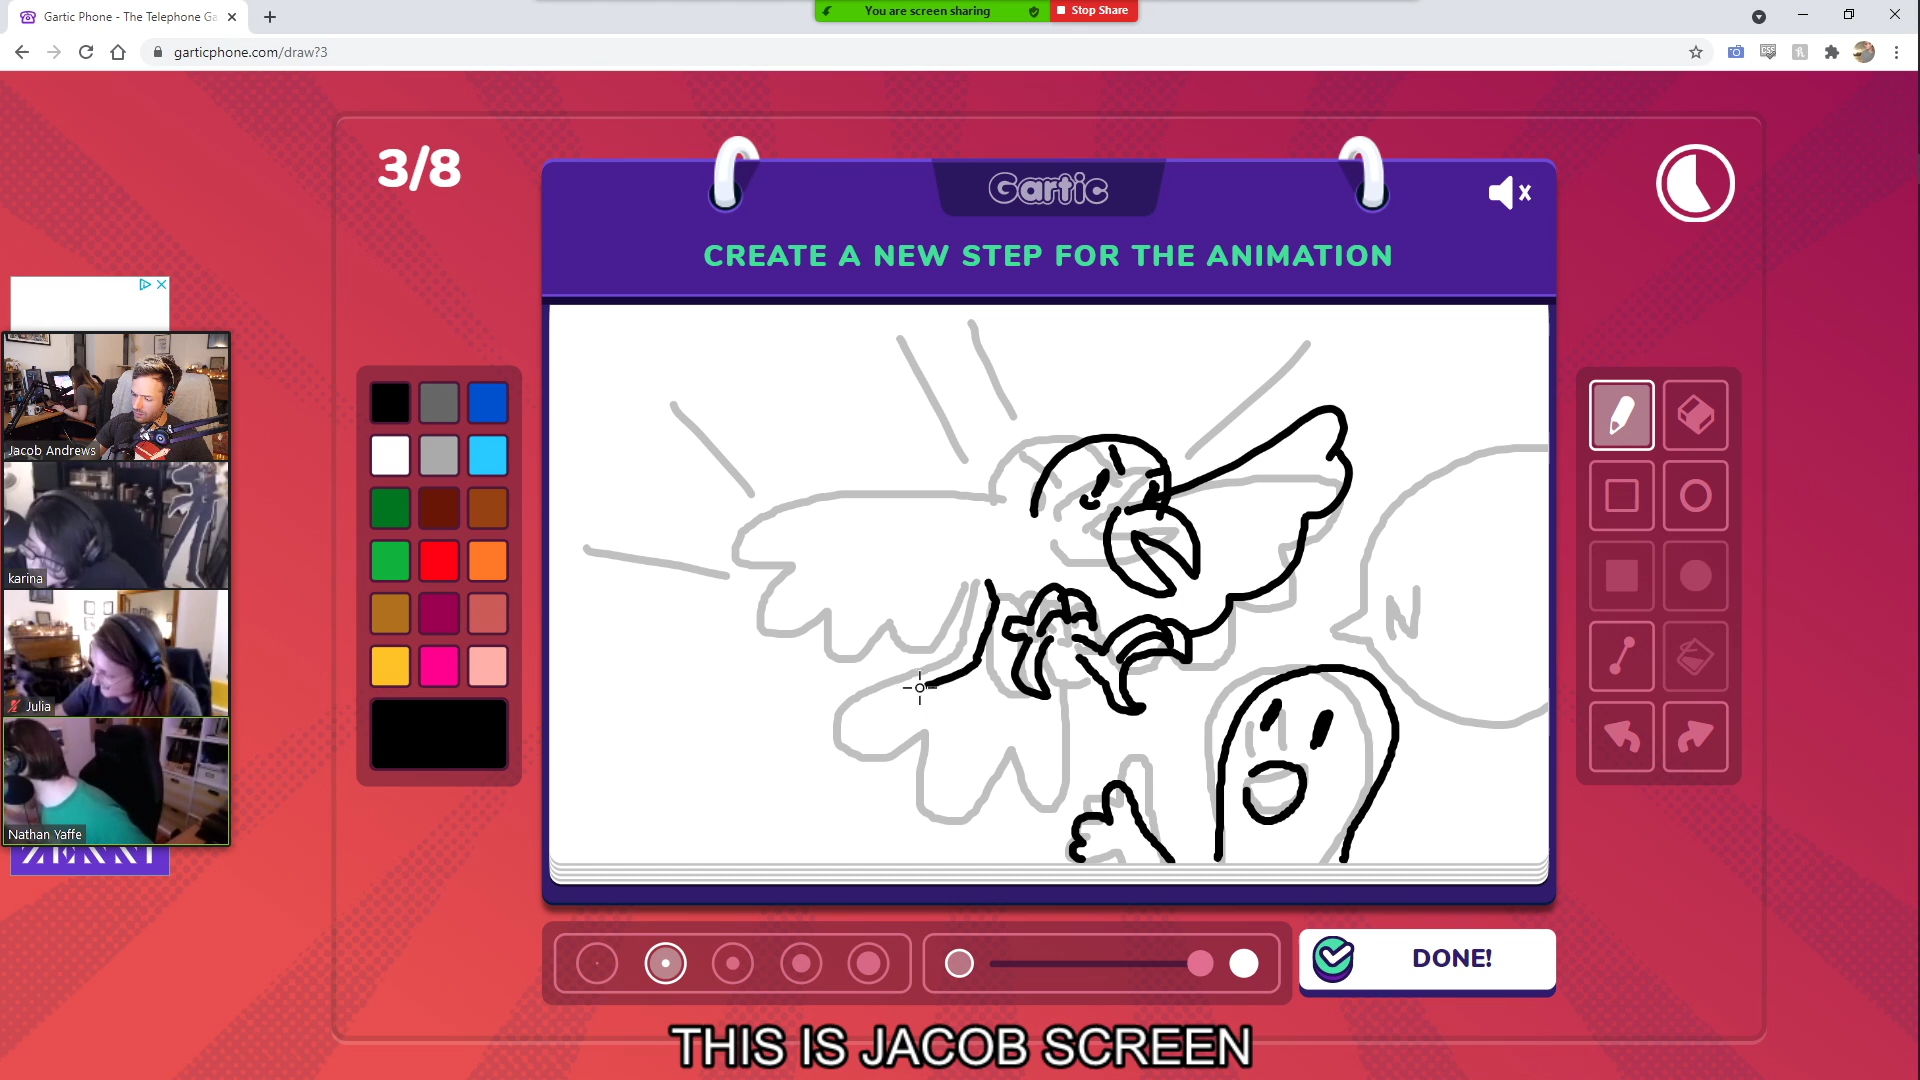 Gartic Phone - The Telephone Ga
You are screen sharing
Stop Share
garticphone.com/draw?3
3/8
Gartic
CREATE A NEW STEP FOR THE ANIMATION
N
Jacob Andrews
karina
Julia
Nathan Yaffe
ZENNI
DONE!
THIS IS JACOB SCREEN